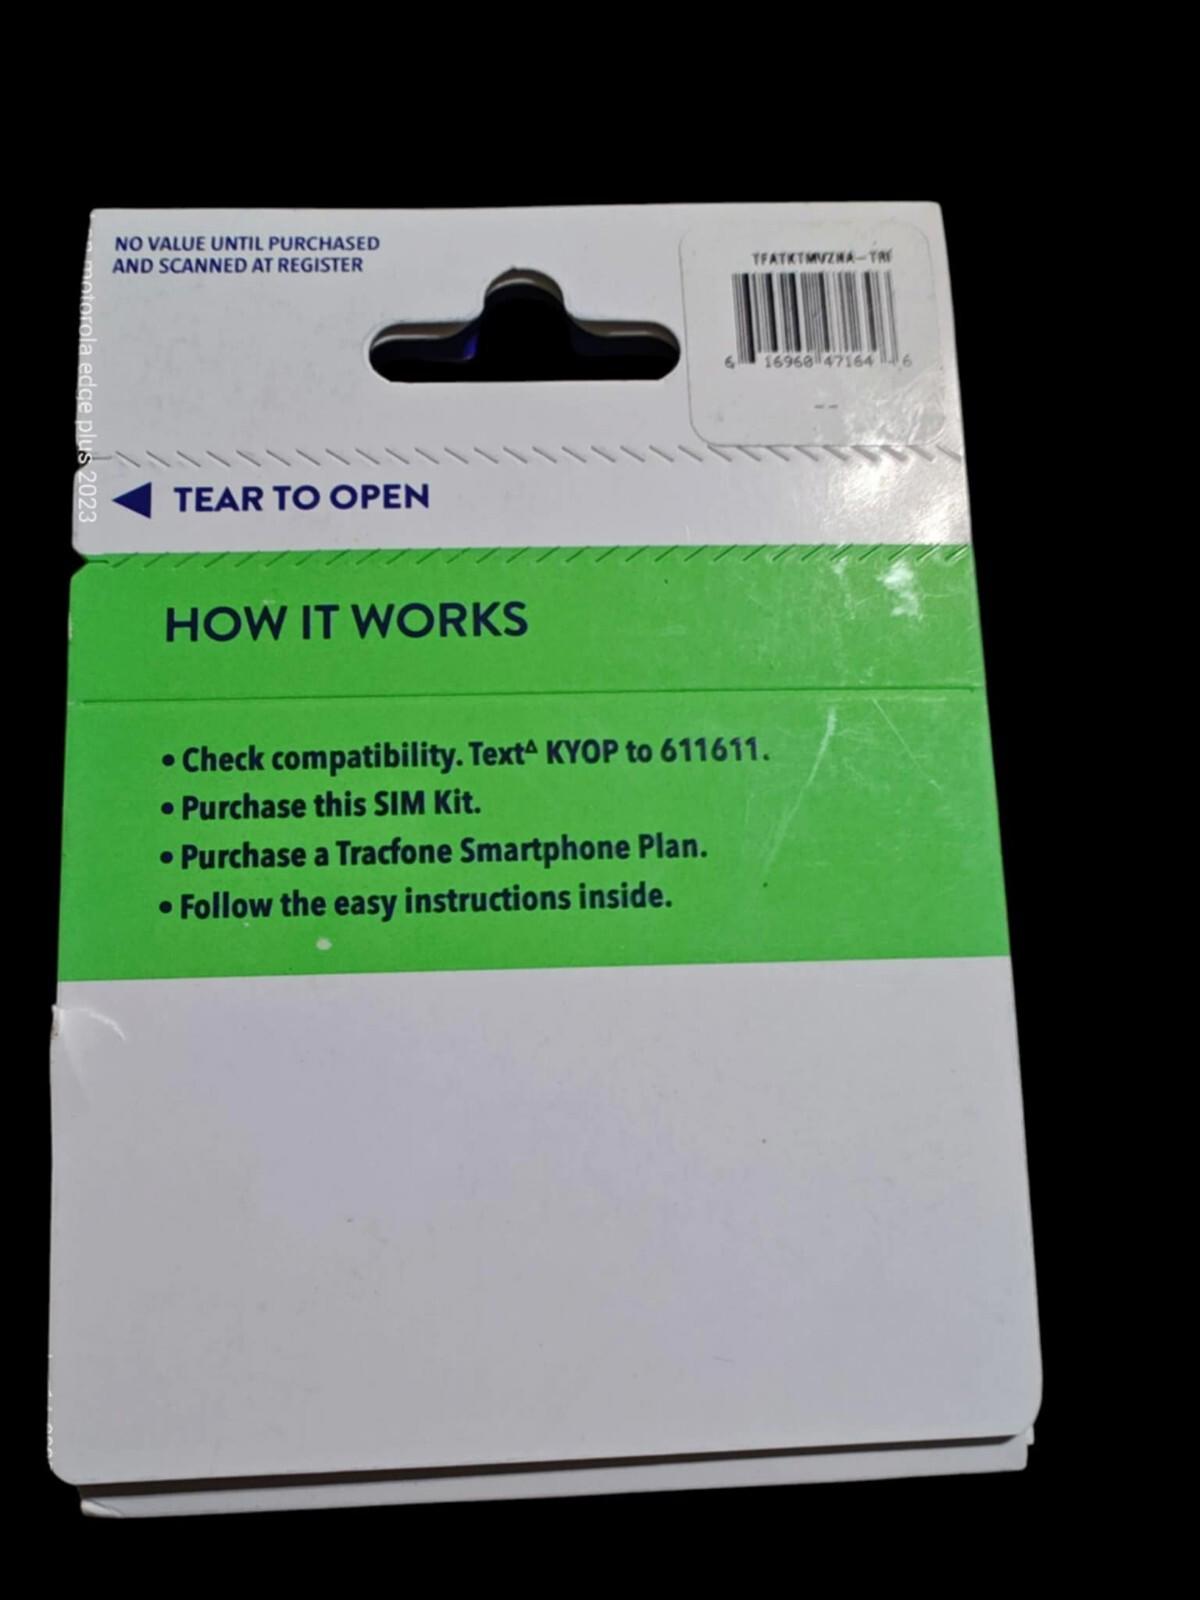 NO VALUE UNTIL PURCHASED
AND SCANNED AT REGISTER
TFATKTMVZNA-TRI
6 16960 47164 6
motorola edge plus 2023
TEAR TO OPEN
HOW IT WORKS
• Check compatibility. Text∆ KYOP to 611611.
• Purchase this SIM Kit.
• Purchase a Tracfone Smartphone Plan.
• Follow the easy instructions inside.